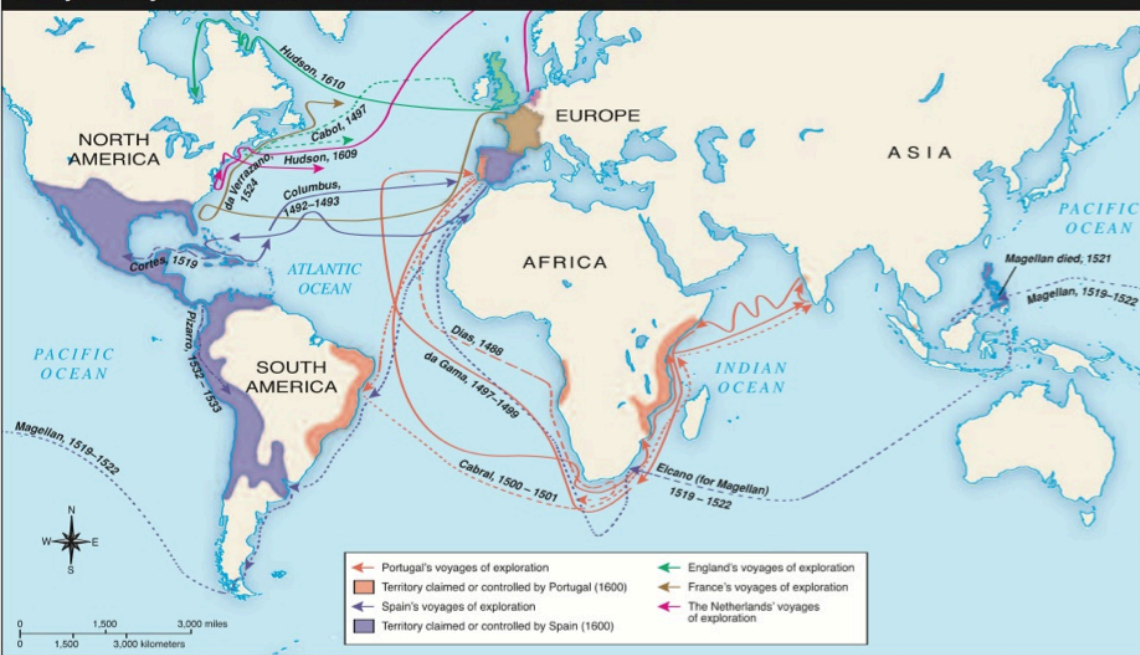 Hudson, 1610
Cabot, 1497
Hudson, 1609
da Verrazano,
1524
Columbus,
1492–1493
Cortes, 1519
NORTH
AMERICA
EUROPE
ASIA
PACIFIC
OCEAN
ATLANTIC
OCEAN
AFRICA
Magellan died, 1521
Magellan, 1519–1522
Pizarro, 1532 – 1533
PACIFIC
OCEAN
SOUTH
AMERICA
Dias, 1488
da Gama, 1497–1499
INDIAN
OCEAN
Magellan, 1519–1522
Cabral, 1500 – 1501
Elcano (for Magellan)
1519 – 1522
N
W
E
S
Portugal's voyages of exploration
Territory claimed or controlled by Portugal (1600)
Spain's voyages of exploration
Territory claimed or controlled by Spain (1600)
England's voyages of exploration
France's voyages of exploration
The Netherlands' voyages
of exploration
0 1,500 3,000 miles
0 1,500 3,000 kilometers